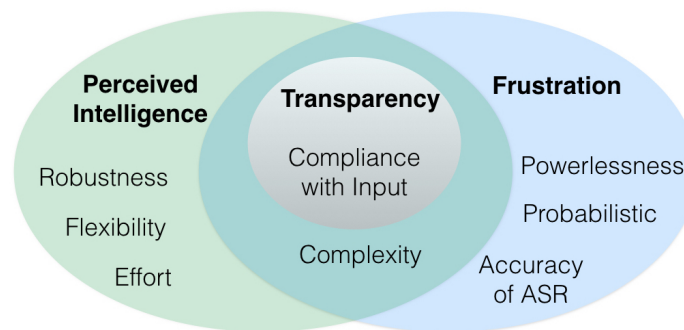 Perceived
Intelligence
Robustness
Flexibility
Effort
Transparency
Compliance
with Input
Complexity
Frustration
Powerlessness
Probabilistic
Accuracy
of ASR